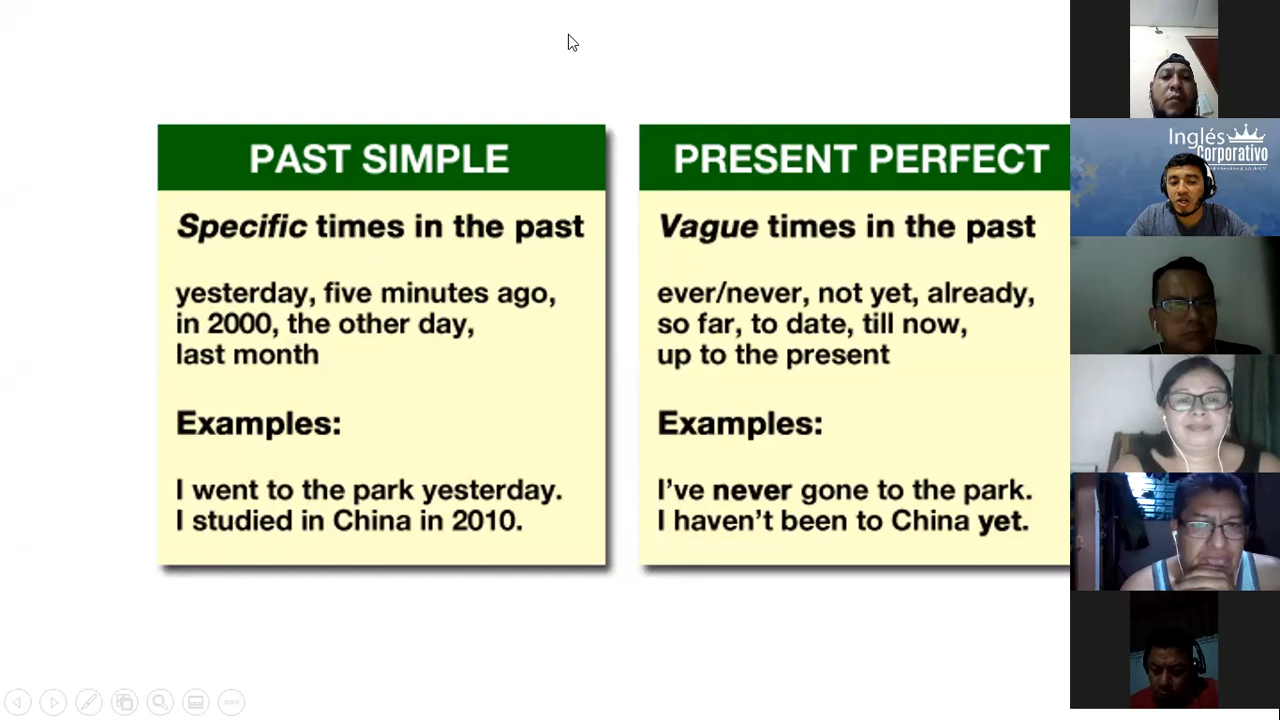 PAST SIMPLE
Specific times in the past
yesterday, five minutes ago,
in 2000, the other day,
last month
Examples:
I went to the park yesterday.
I studied in China in 2010.
PRESENT PERFECT
Vague times in the past
ever/never, not yet, already,
so far, to date, till now,
up to the present
Examples:
I've never gone to the park.
I haven't been to China yet.
Inglés
Corporativo